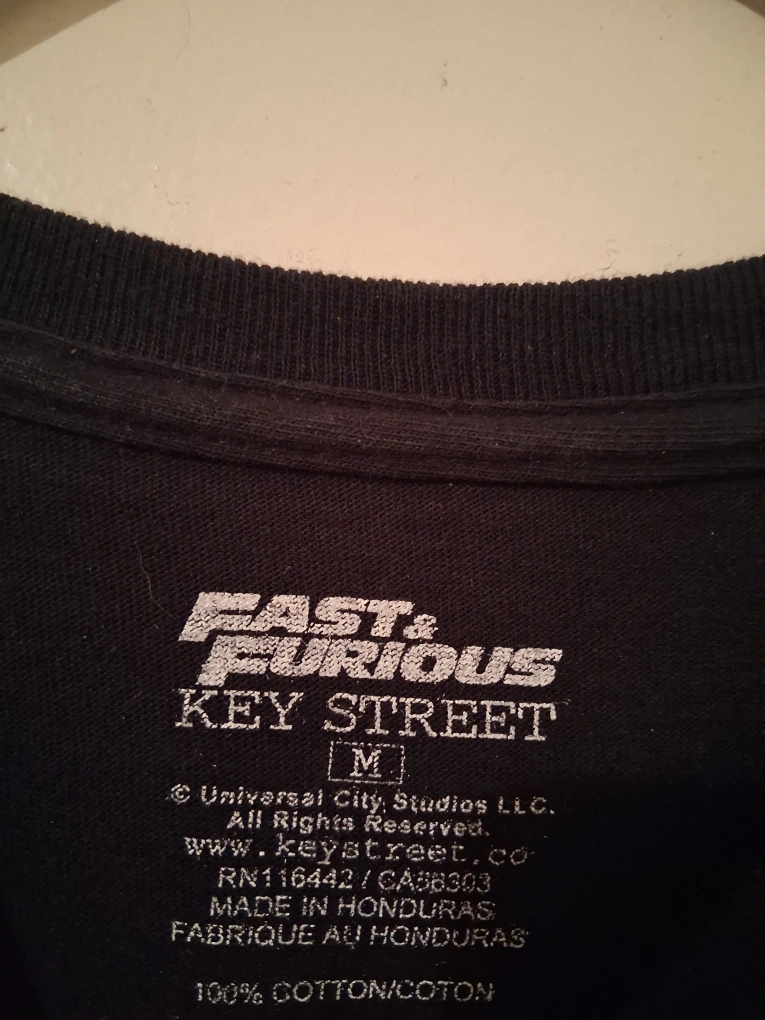 FAST &
FURIOUS
KEY STREET
M
© Universal City Studios LLC.
All Rights Reserved.
www.keystreet.co
RN116442 / CA
MADE IN HONDURAS
FABRIQUE AU HONDURAS
100% COTTON/COTON